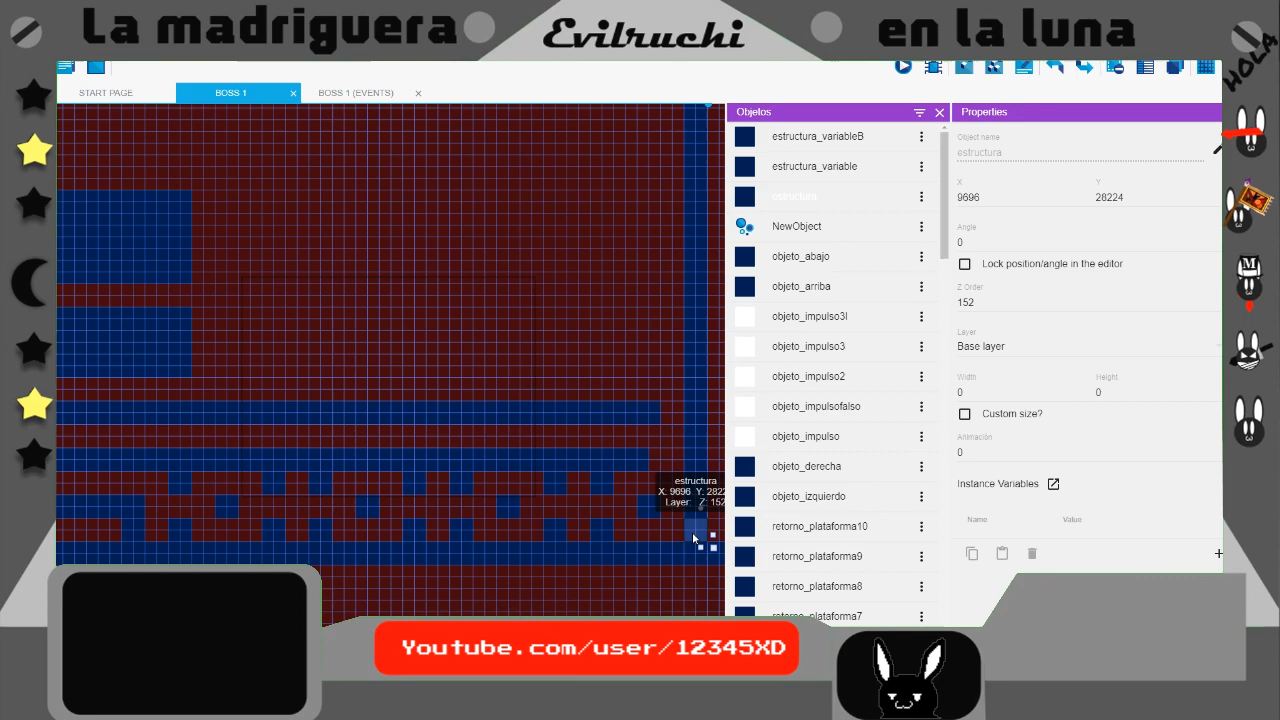 La madriguera
Evilruchi
en la luna
HOLA
START PAGE
BOSS 1
BOSS 1 (EVENTS)
Objetos
Properties
estructura_variableB
estructura_variable
estructura
NewObject
objeto_abajo
objeto_arriba
objeto_impulso3I
objeto_impulso3
objeto_impulso2
objeto_impulsofalso
objeto_impulso
objeto_derecha
objeto_izquierdo
retorno_plataforma10
retorno_plataforma9
retorno_plataforma8
retorno_plataforma7
Object name
estructura
X Y
9696 28224
Angle
0
Lock position/angle in the editor
Z Order
152
Layer
Base layer
Width Height
0 0
Custom size?
Animación
0
Instance Variables
Name Value
estructura
X: 9696 Y: 2822
Layer: Z: 152
M
Youtube.com/user/12345XD